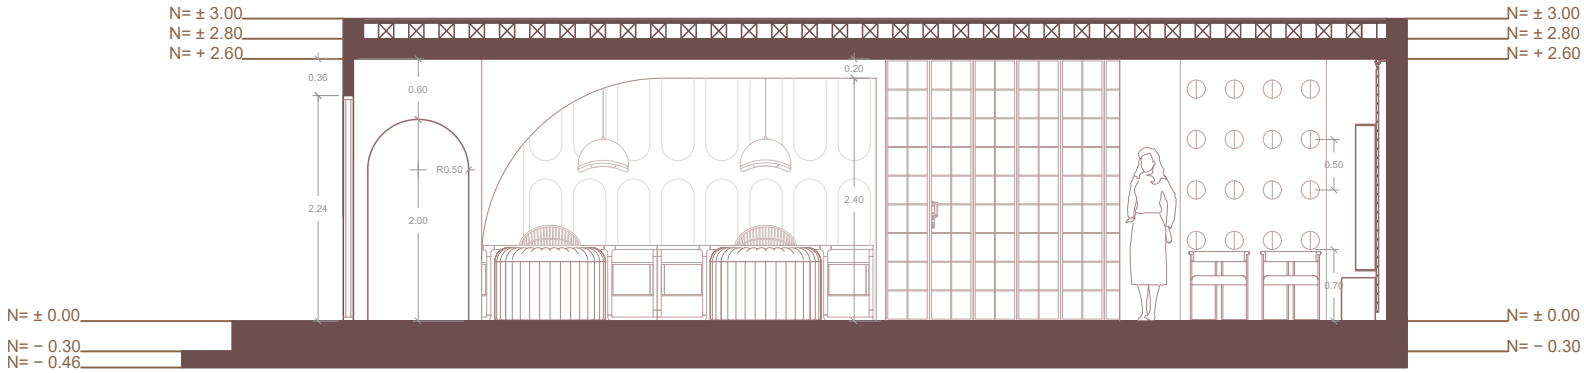 N= ± 3.00
N= ± 3.00
N= ± 2.80
N= ± 2.80
N= + 2.60
N= + 2.60
0.36
0.60
0.20
R0.50
0.50
2.24
2.00
2.40
0.70
N= ± 0.00
N= ± 0.00
N= − 0.30
N= − 0.30
N= − 0.46